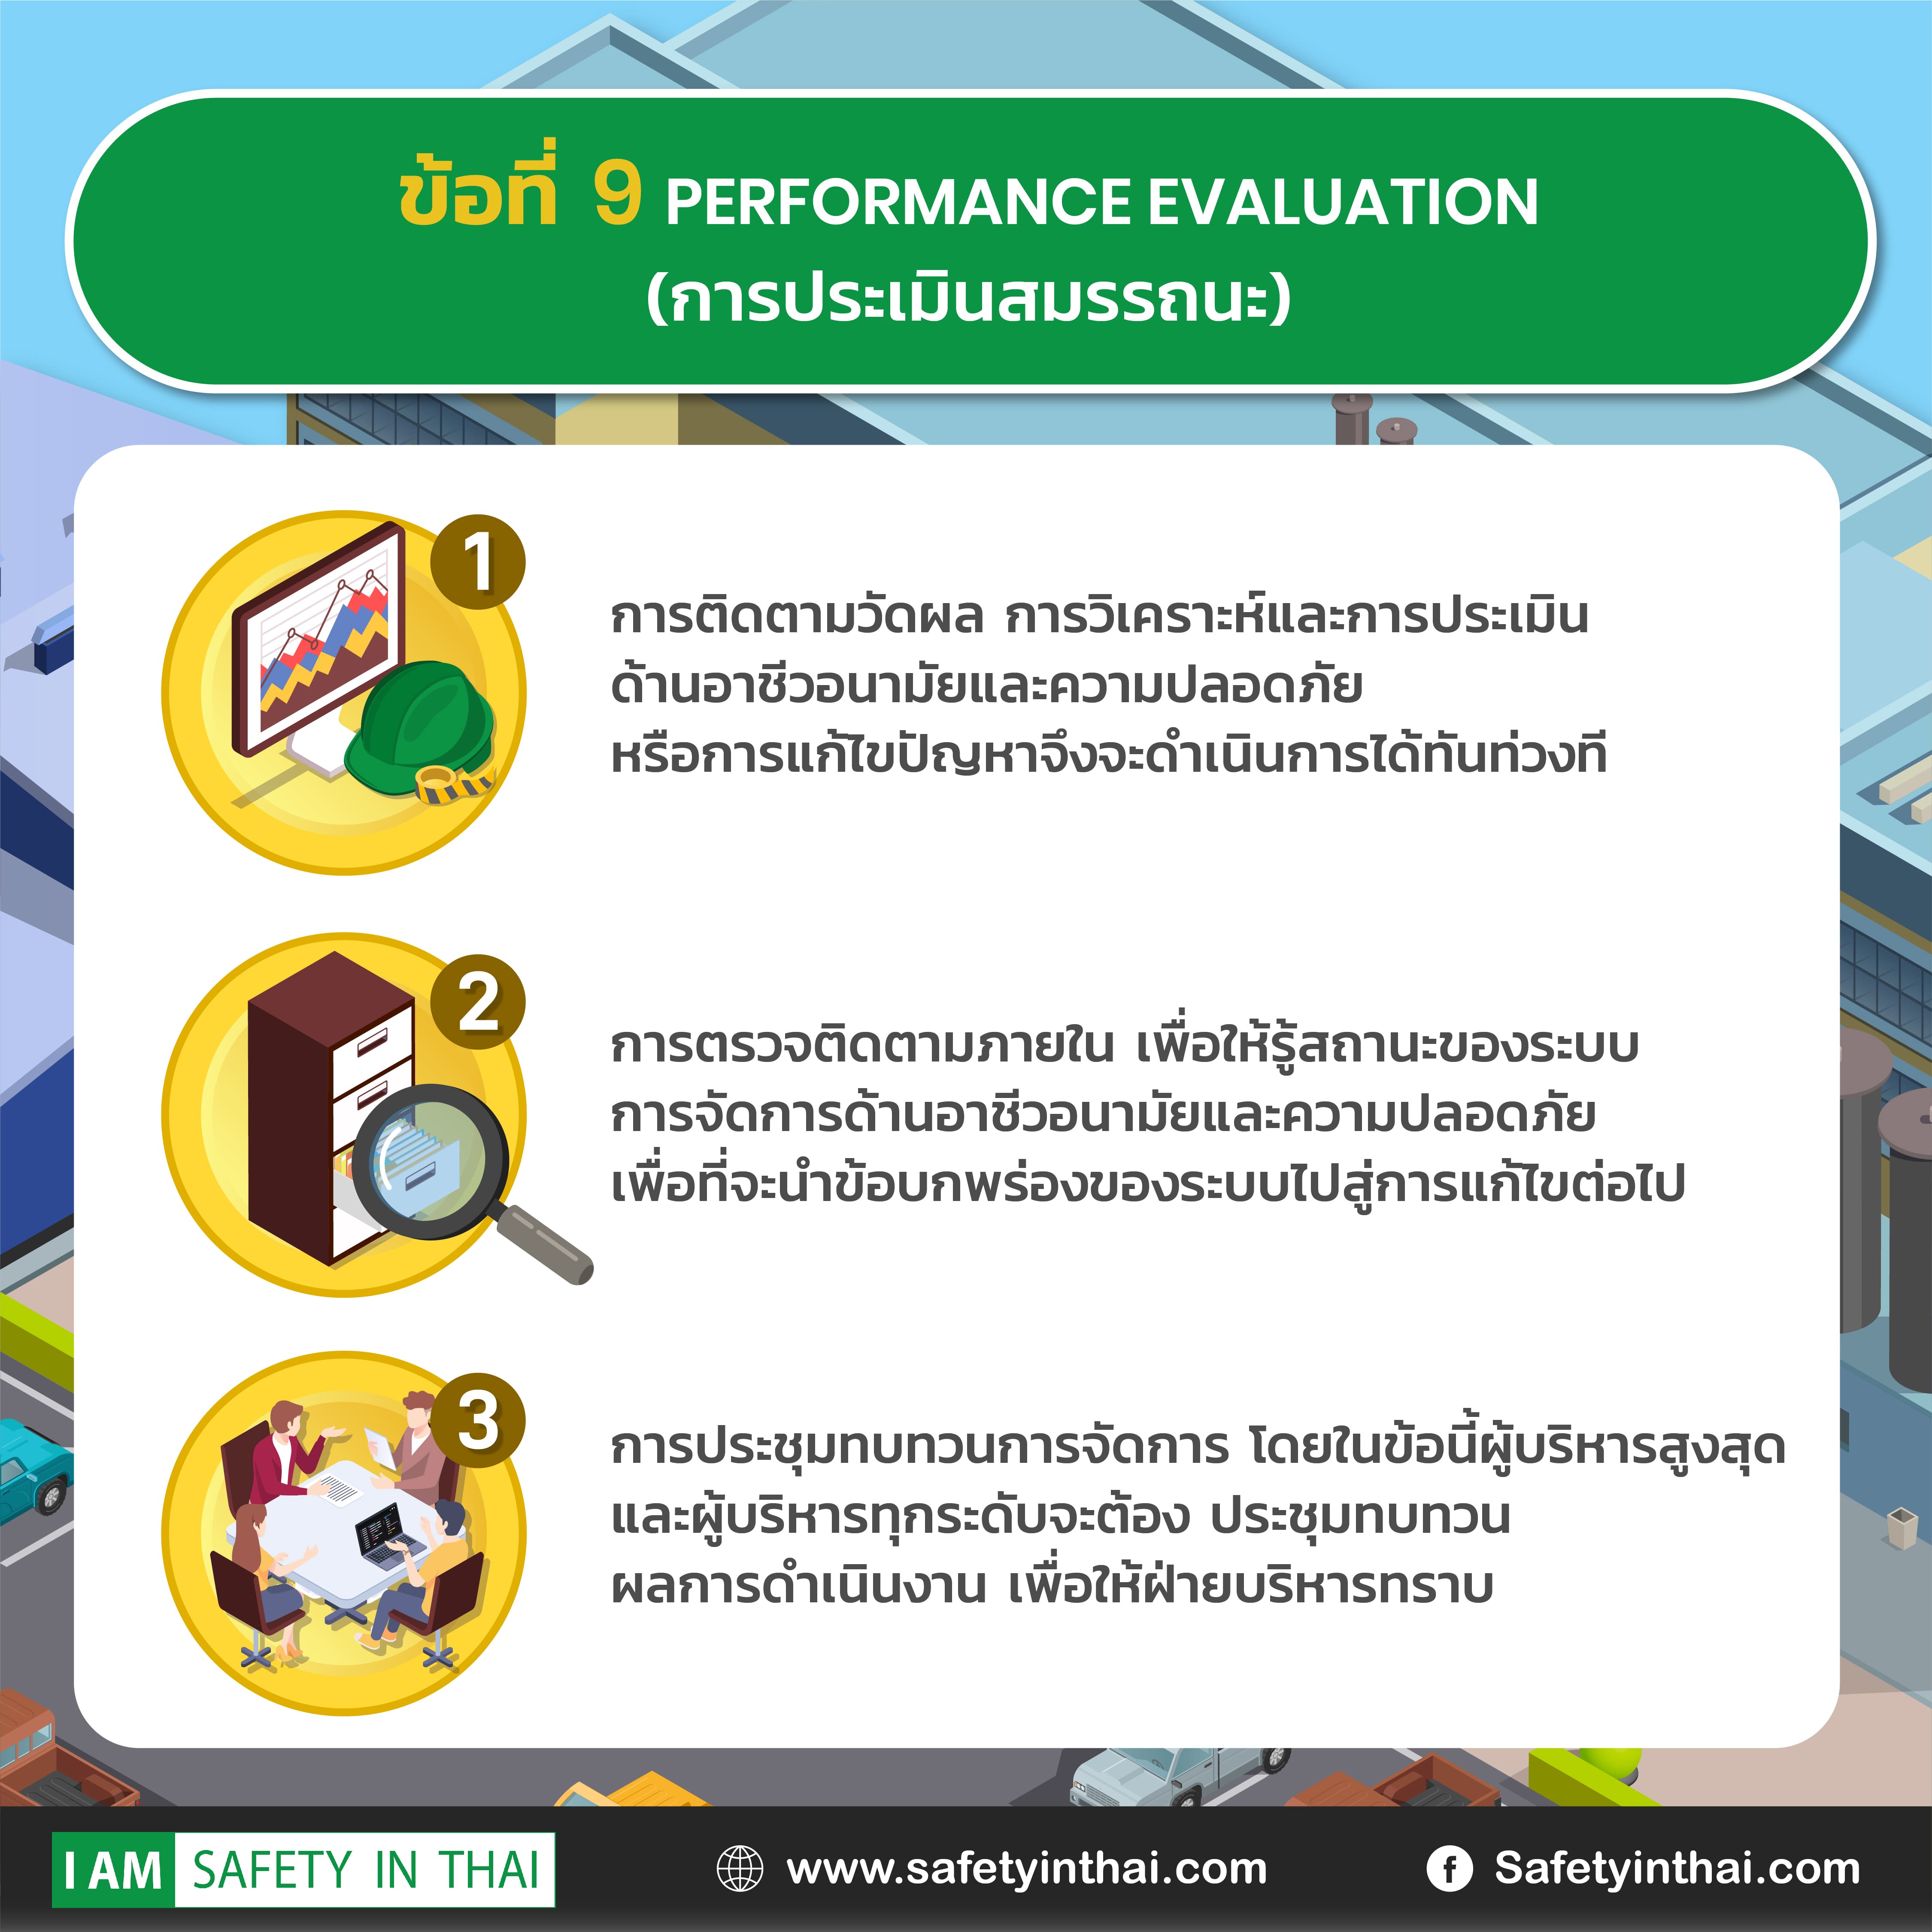 ข้อที่ 9 PERFORMANCE EVALUATION
(การประเมินสมรรถนะ)
1
การติดตามวัดผล การวิเคราะห์และการประเมิน
ด้านอาชีวอนามัยและความปลอดภัย
หรือการแก้ไขปัญหาจึงจะดำเนินการได้ทันท่วงที
2
การตรวจติดตามภายใน เพื่อให้รู้สถานะของระบบ
การจัดการด้านอาชีวอนามัยและความปลอดภัย
เพื่อที่จะนำข้อบกพร่องของระบบไปสู่การแก้ไขต่อไป
3
การประชุมทบทวนการจัดการ โดยในข้อนี้ผู้บริหารสูงสุด
และผู้บริหารทุกระดับจะต้อง ประชุมทบทวน
ผลการดำเนินงาน เพื่อให้ฝ่ายบริหารทราบ
I AM SAFETY IN THAI
www.safetyinthai.com
Safetyinthai.com